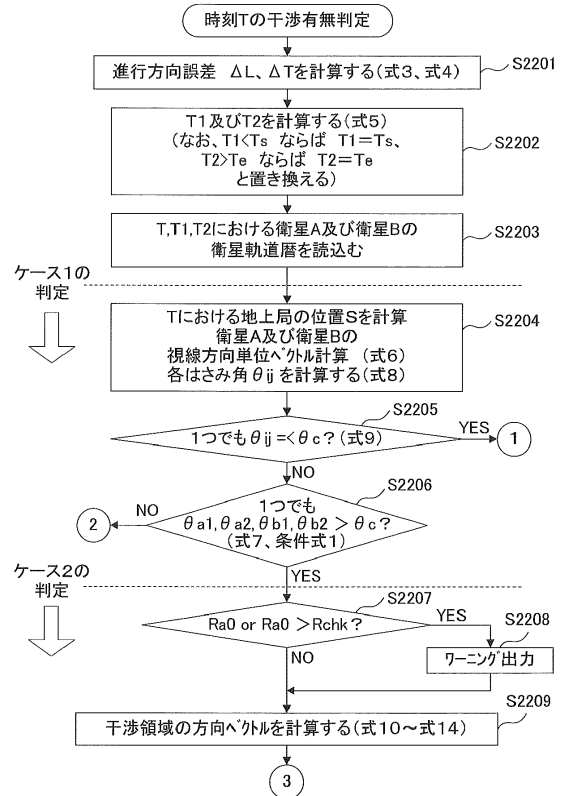 時刻Tの干渉有無判定
進行方向誤差 ΔL、ΔTを計算する(式3、式4)
S2201
T1及びT2を計算する(式5)
(なお、T1<Ts ならば T1=Ts、
T2>Te ならば T2=Te
と置き換える)
S2202
T,T1,T2における衛星A及び衛星Bの
衛星軌道暦を読込む
S2203
ケース1の
判定
Tにおける地上局の位置Sを計算
衛星A及び衛星Bの
視線方向単位ベクトル計算 (式6)
各はさみ角θijを計算する(式8)
S2204
1つでもθij=<θc?(式9)
S2205
YES
1
NO
1つでも
θa1,θa2,θb1,θb2 > θc?
(式7、条件式1)
S2206
NO
2
YES
ケース2の
判定
Ra0 or Ra0 >Rchk?
S2207
YES
S2208
ワーニング出力
NO
干渉領域の方向ベクトルを計算する(式10~式14)
S2209
3